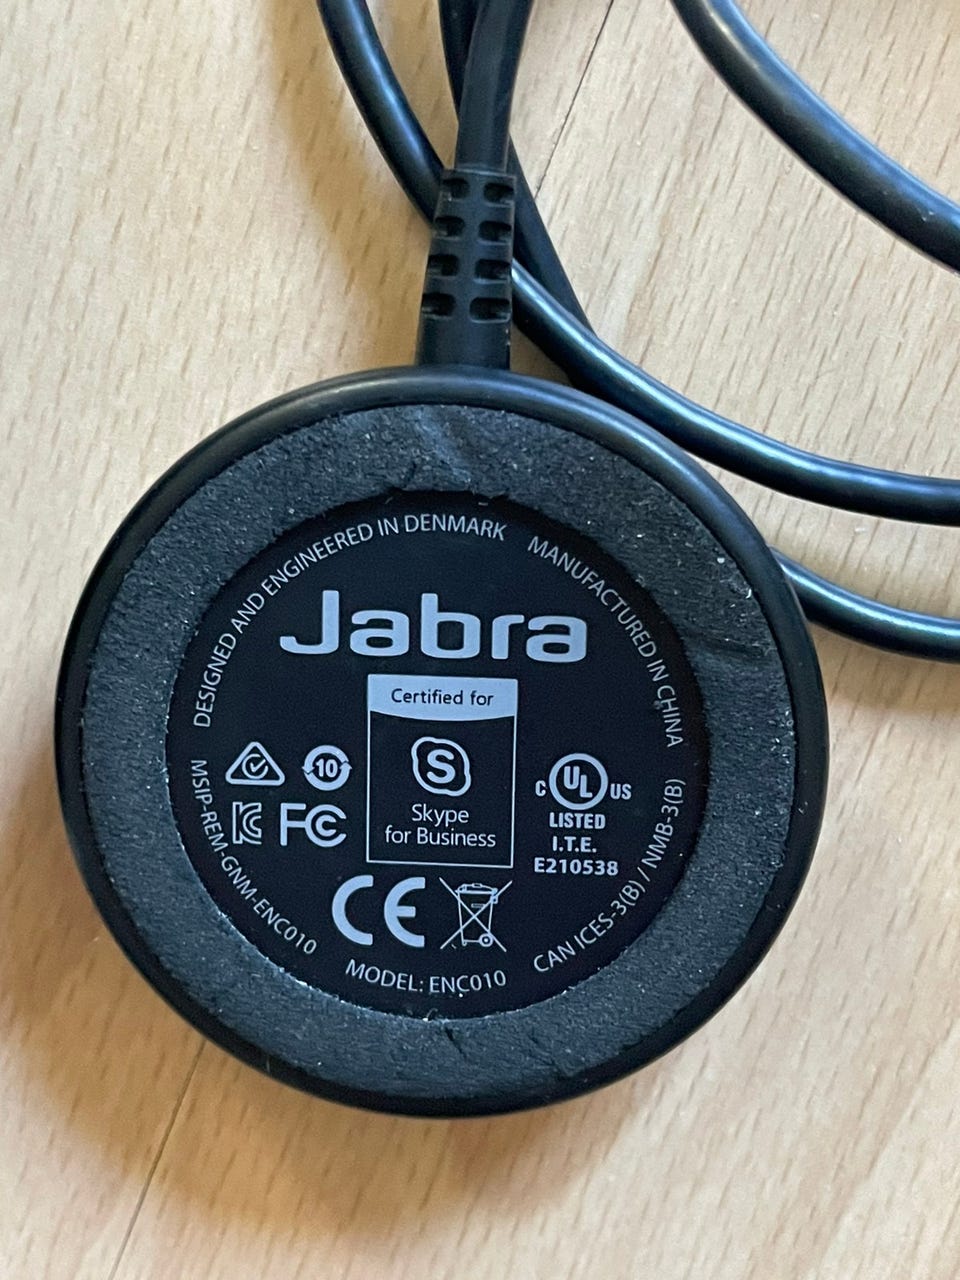 DESIGNED AND ENGINEERED IN DENMARK
MANUFACTURED IN CHINA
Jabra
Certified for
S
Skype
for Business
10
FC
c UL US
LISTED
I.T.E.
E210538
CE
MSIP-REM-GNM-ENC010
MODEL: ENC010
CAN ICES-3(B) / NMB-3(B)